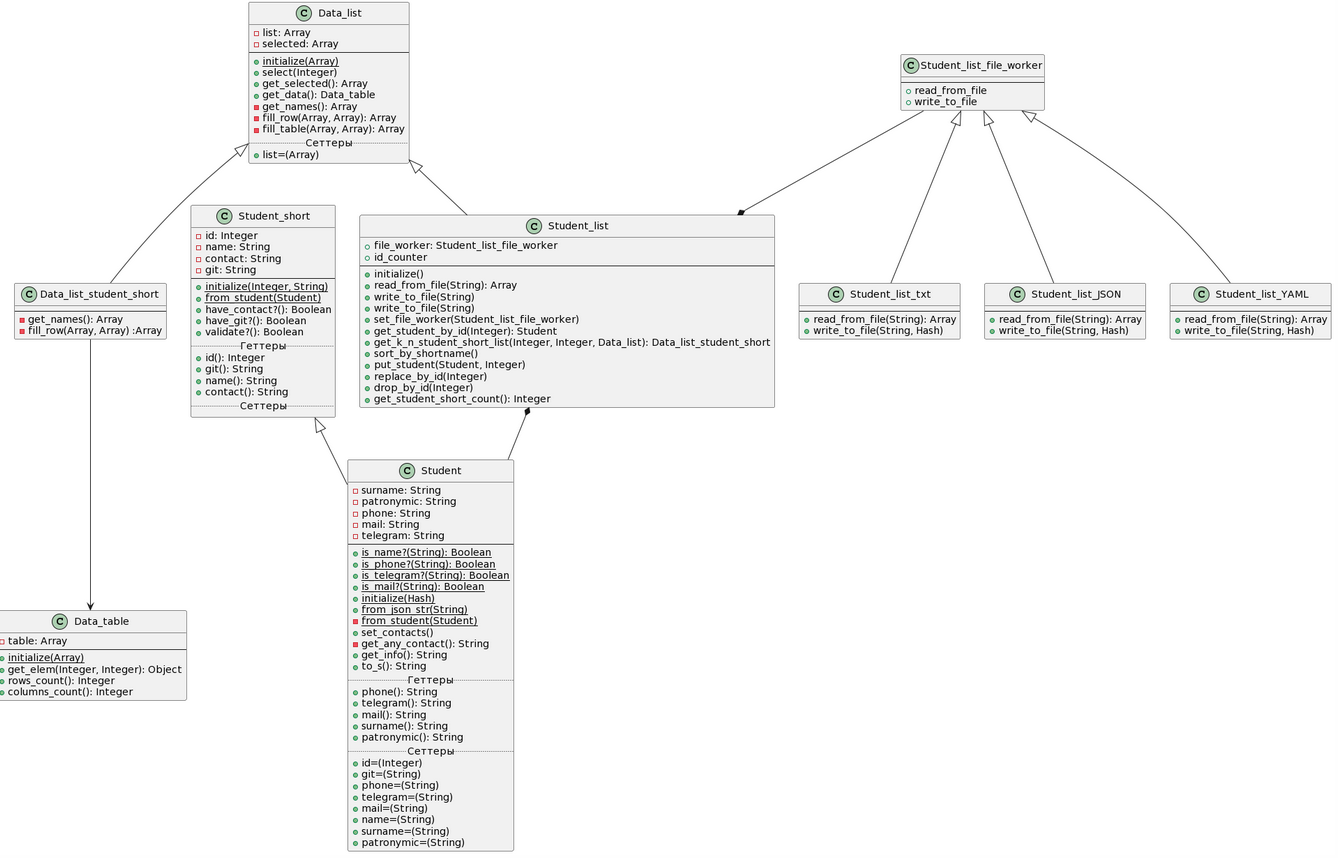 C Data_list
list: Array
selected: Array
initialize(Array)
select(Integer)
get_selected(): Array
get_data(): Data_table
get_names(): Array
fill_row(Array, Array): Array
fill_table(Array, Array): Array
Сеттеры
list=(Array)
C Student_list_file_worker
read_from_file
write_to_file
C Student_short
id: Integer
name: String
contact: String
git: String
initialize(Integer, String)
from_student(Student)
have_contact?(): Boolean
have_git?(): Boolean
validate?(): Boolean
Геттеры
id(): Integer
git(): String
name(): String
contact(): String
Сеттеры
C Student_list
file_worker: Student_list_file_worker
id_counter
initialize()
read_from_file(String): Array
write_to_file(String)
write_to_file(String)
set_file_worker(Student_list_file_worker)
get_student_by_id(Integer): Student
get_k_n_student_short_list(Integer, Integer, Data_list): Data_list_student_short
sort_by_shortname()
put_student(Student, Integer)
replace_by_id(Integer)
drop_by_id(Integer)
get_student_short_count(): Integer
C Data_list_student_short
get_names(): Array
fill_row(Array, Array) :Array
C Student_list_txt
read_from_file(String): Array
write_to_file(String, Hash)
C Student_list_JSON
read_from_file(String): Array
write_to_file(String, Hash)
C Student_list_YAML
read_from_file(String): Array
write_to_file(String, Hash)
C Student
surname: String
patronymic: String
phone: String
mail: String
telegram: String
is_name?(String): Boolean
is_phone?(String): Boolean
is_telegram?(String): Boolean
is_mail?(String): Boolean
initialize(Hash)
from_json_str(String)
from_student(Student)
set_contacts()
get_any_contact(): String
get_info(): String
to_s(): String
Геттеры
phone(): String
telegram(): String
mail(): String
surname(): String
patronymic(): String
Сеттеры
id=(Integer)
git=(String)
phone=(String)
telegram=(String)
mail=(String)
name=(String)
surname=(String)
patronymic=(String)
C Data_table
table: Array
initialize(Array)
get_elem(Integer, Integer): Object
rows_count(): Integer
columns_count(): Integer